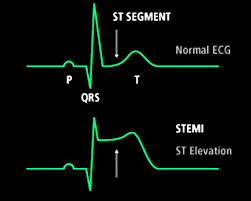 ST SEGMENT
Normal ECG
P
T
QRS
STEMI
ST Elevation